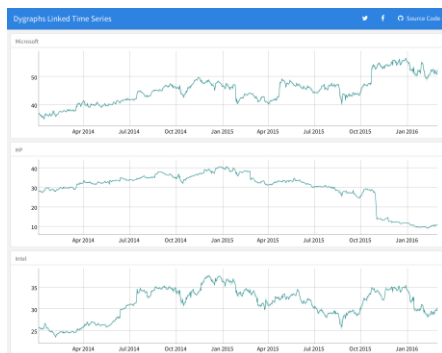 Dygraphs Linked Time Series
Source Code
Microsoft
50
40
Apr 2014 Jul 2014 Oct 2014 Jan 2015 Apr 2015 Jul 2015 Oct 2015 Jan 2016
HP
40
30
20
10
Apr 2014 Jul 2014 Oct 2014 Jan 2015 Apr 2015 Jul 2015 Oct 2015 Jan 2016
Intel
35
30
25
Apr 2014 Jul 2014 Oct 2014 Jan 2015 Apr 2015 Jul 2015 Oct 2015 Jan 2016